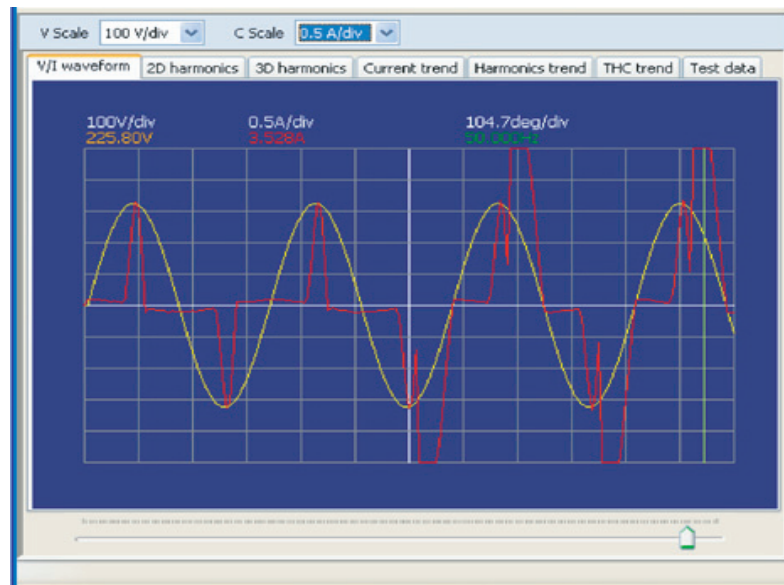 V Scale 100 V/div C Scale 0.5 A/div
V/I waveform 2D harmonics 3D harmonics Current trend Harmonics trend THC trend Test data
100V/div 0.5A/div 104.7deg/div
225.80V 3.528A